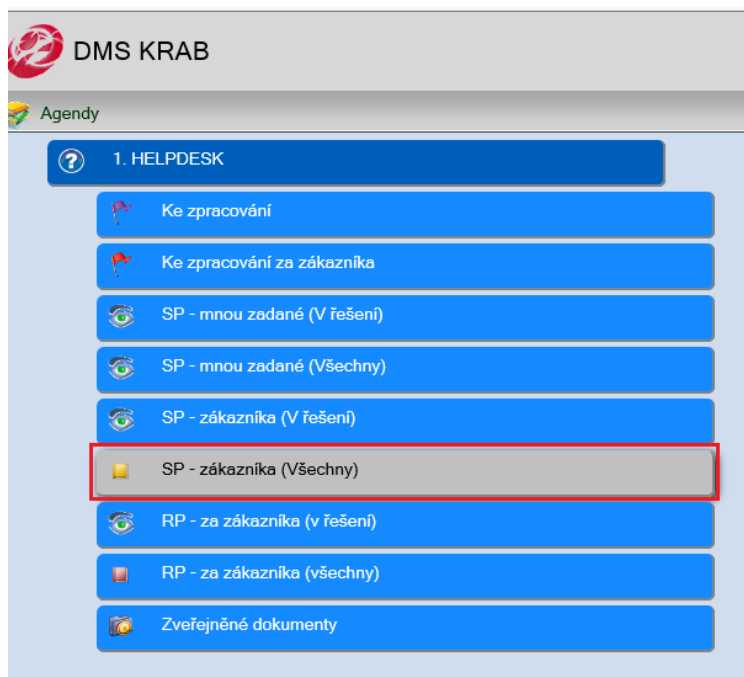 DMS KRAB
Agendy
1. HELPDESK
Ke zpracování
Ke zpracování za zákazníka
SP - mnou zadané (V řešení)
SP - mnou zadané (Všechny)
SP - zákazníka (V řešení)
SP - zákazníka (Všechny)
RP - za zákazníka (v řešení)
RP - za zákazníka (všechny)
Zveřejněné dokumenty